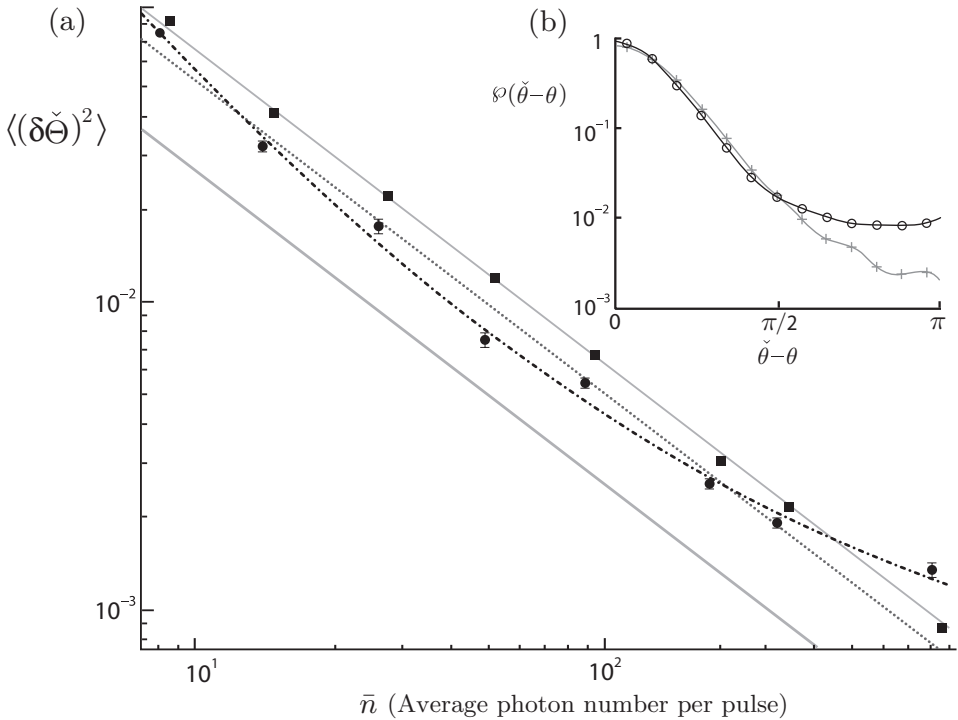 (a)
⟨(δΘ̌)²⟩
10⁻²
10⁻³
10¹
10²
n̄ (Average photon number per pulse)
(b)
℘(θ̌−θ)
1
10⁻¹
10⁻²
10⁻³
0
π/2
π
θ̌−θ